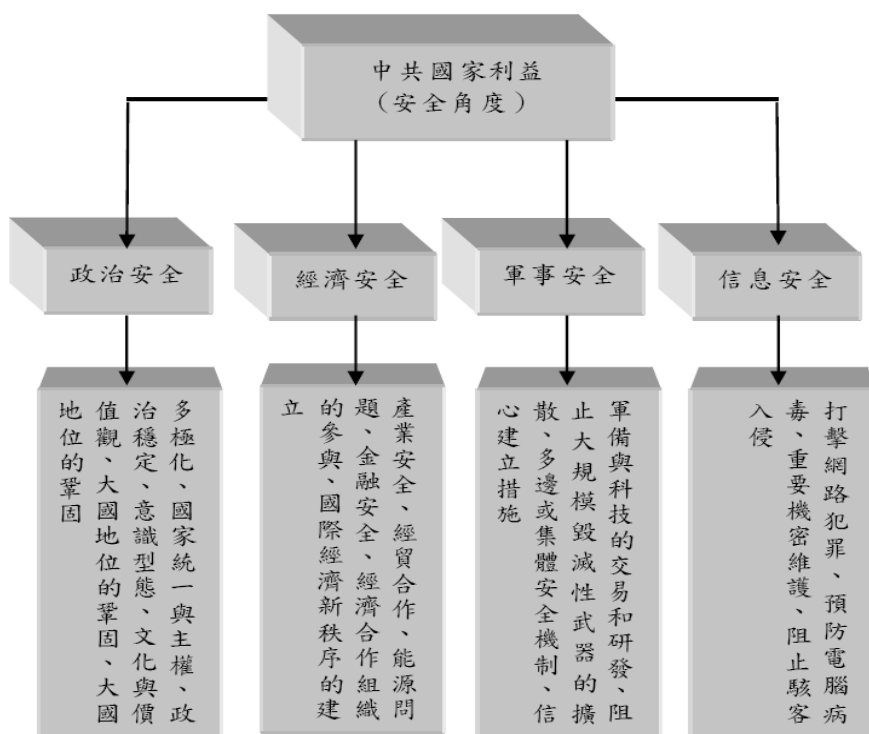 中共國家利益
（安全角度）
政治安全
經濟安全
軍事安全
信息安全
多極化、國家統一與主權、政
治穩定、意識型態、文化與價
值觀、大國地位的鞏固、大國
地位的鞏固
產業安全、經貿合作、能源問
題、金融安全、經濟合作組織
的參與、國際經濟新秩序的建
立
軍備與科技的交易和研發、阻
止大規模毀滅性武器的擴
散、多邊或集體安全機制、信
心建立措施
打擊網路犯罪、預防電腦病
毒、重要機密維護、阻止駭客
入侵